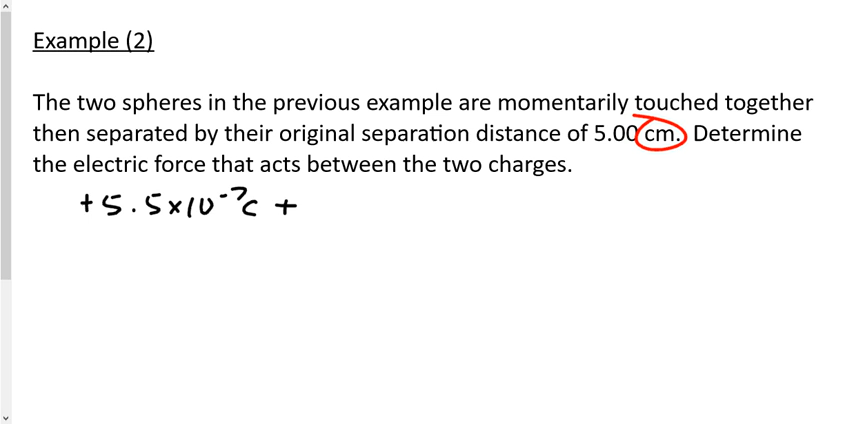 Example (2)
The two spheres in the previous example are momentarily touched together
then separated by their original separation distance of 5.00 cm. Determine
the electric force that acts between the two charges.
+5.5×10⁻⁷C +